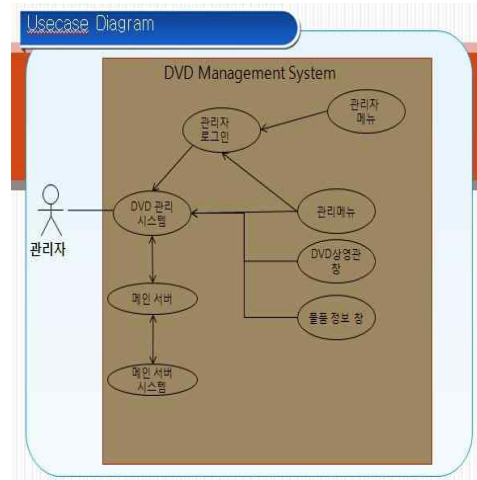 Usecase Diagram
DVD Management System
관리자
메뉴
관리자
로그인
DVD 관리
시스템
관리메뉴
관리자
DVD상영관
창
메인 서버
물품 정보 창
메인 서버
시스템